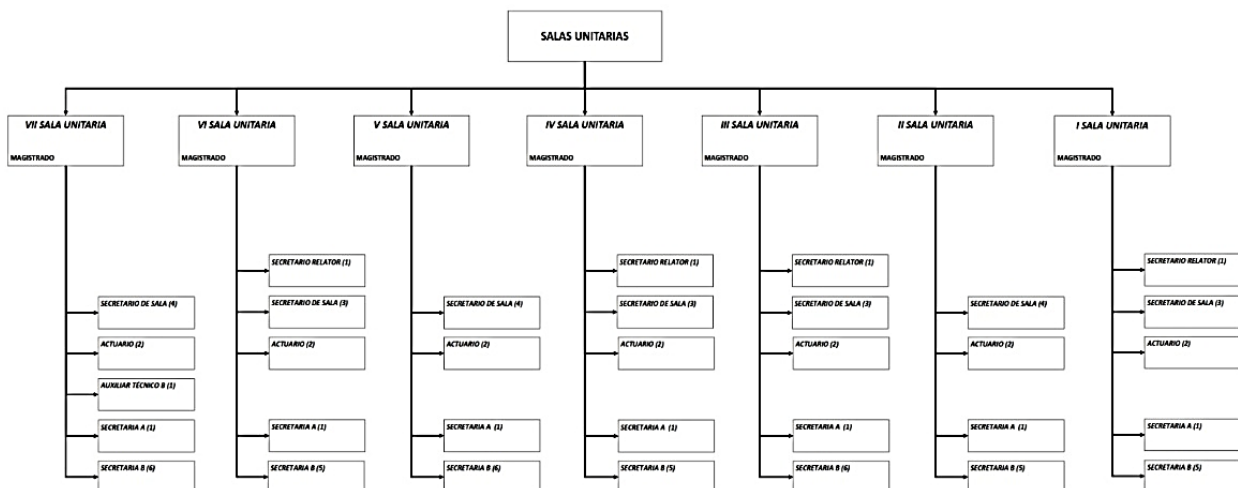 SALAS UNITARIAS
VII SALA UNITARIA
MAGISTRADO
VI SALA UNITARIA
MAGISTRADO
V SALA UNITARIA
MAGISTRADO
IV SALA UNITARIA
MAGISTRADO
III SALA UNITARIA
MAGISTRADO
II SALA UNITARIA
MAGISTRADO
I SALA UNITARIA
MAGISTRADO
SECRETARIO DE SALA (4)
ACTUARIO (2)
AUXILIAR TÉCNICO B (1)
SECRETARIA A (1)
SECRETARIA B (6)
SECRETARIO RELATOR (1)
SECRETARIO DE SALA (3)
ACTUARIO (2)
SECRETARIA A (1)
SECRETARIA B (5)
SECRETARIO DE SALA (4)
ACTUARIO (2)
SECRETARIA A (1)
SECRETARIA B (6)
SECRETARIO RELATOR (1)
SECRETARIO DE SALA (3)
ACTUARIO (2)
SECRETARIA A (1)
SECRETARIA B (5)
SECRETARIO RELATOR (1)
SECRETARIO DE SALA (3)
ACTUARIO (2)
SECRETARIA A (1)
SECRETARIA B (6)
SECRETARIO DE SALA (4)
ACTUARIO (2)
SECRETARIA A (1)
SECRETARIA B (5)
SECRETARIO RELATOR (1)
SECRETARIO DE SALA (3)
ACTUARIO (2)
SECRETARIA A (1)
SECRETARIA B (5)